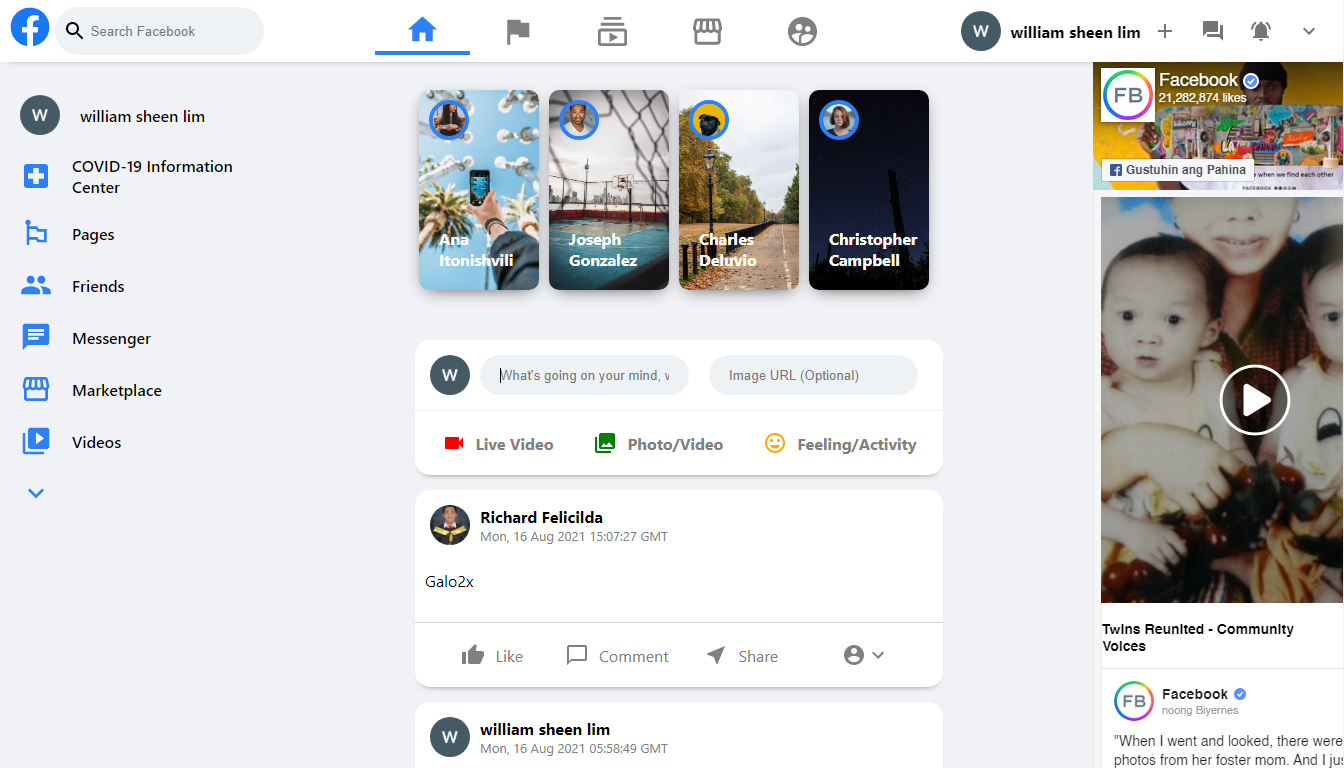 Search Facebook
W william sheen lim
W william sheen lim
COVID-19 Information
Center
Pages
Friends
Messenger
Marketplace
Videos
Ana
Itonishvili
Joseph
Gonzalez
Charles
Deluvio
Christopher
Campbell
W What's going on your mind, Image URL (Optional)
Live Video Photo/Video Feeling/Activity
Richard Felicilda
Mon, 16 Aug 2021 15:07:27 GMT
Galo2x
Like Comment Share
W william sheen lim
Mon, 16 Aug 2021 05:58:49 GMT
FB Facebook
21,282,874 likes
Gustuhin ang Pahina
e when we find each other
FACEBOOK
Twins Reunited - Community
Voices
FB Facebook
noong Biyernes
"When I went and looked, there were
photos from her foster mom. And I jus